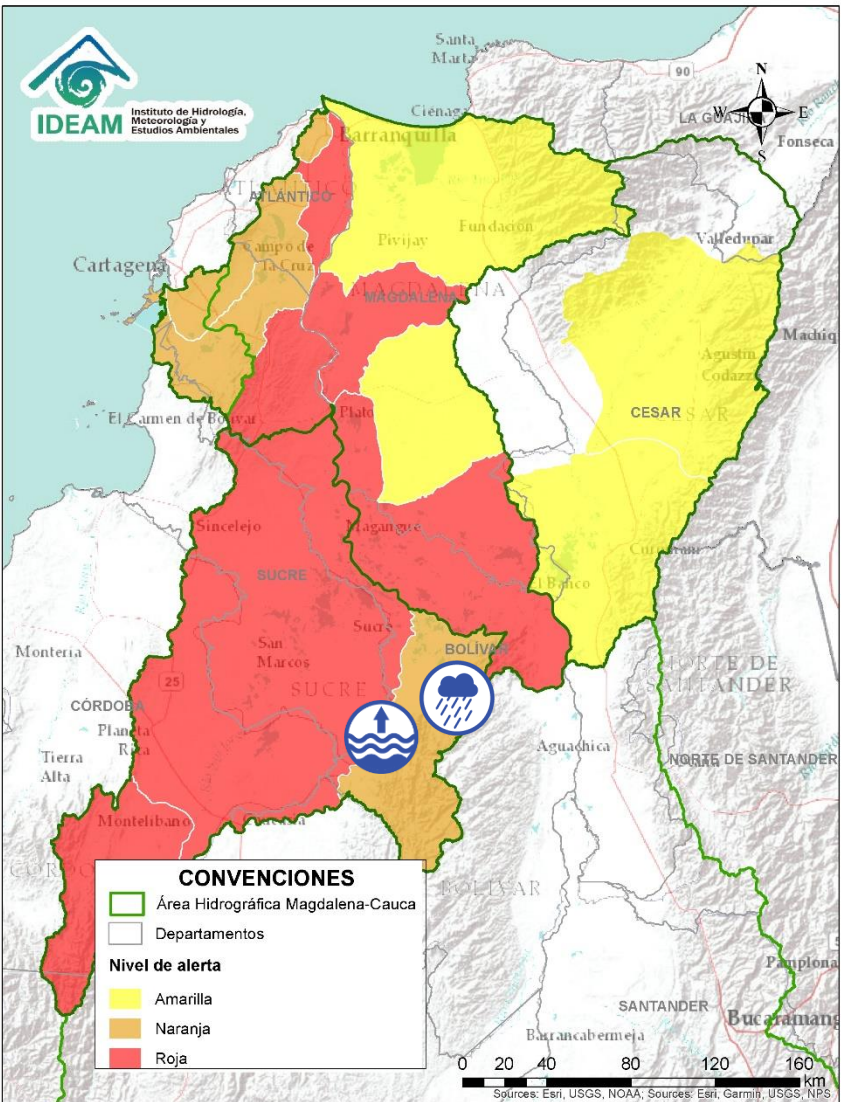 IDEAM
Instituto de Hidrología,
Meteorología y
Estudios Ambientales
Santa
Marta
90
N
W
E
S
LA GUAJI
Fonseca
Ciénaga
Barranquilla
ATLÁNTICO
Valledupar
Pivijay
Fundación
Campo de
la Cruz
Cartagena
MAGDALENA
MAGDALENA
Machiq
Agustín
Codazzi
CESAR
CESAR
El Carmen de Bolívar
Plato
Sincelejo
Magangué
SUCRE
El Banco
Sucre
BOLÍVAR
Montería
San
Marcos
SUCRE
25
CÓRDOBA
Planeta
Rica
Tierra
Alta
NORTE DE
SANTANDER
Aguachica
NORTE DE SANTANDER
Montelíbano
Caucasia
BOLÍVAR
CONVENCIONES
Área Hidrográfica Magdalena-Cauca
Departamentos
Nivel de alerta
Amarilla
Naranja
Roja
Pamplona
SANTANDER
Bucaramang
Barrancabermeja
0 20 40 80 120 160
km
Sources: Esri, USGS, NOAA; Sources: Esri, Garmin, USGS, NPS